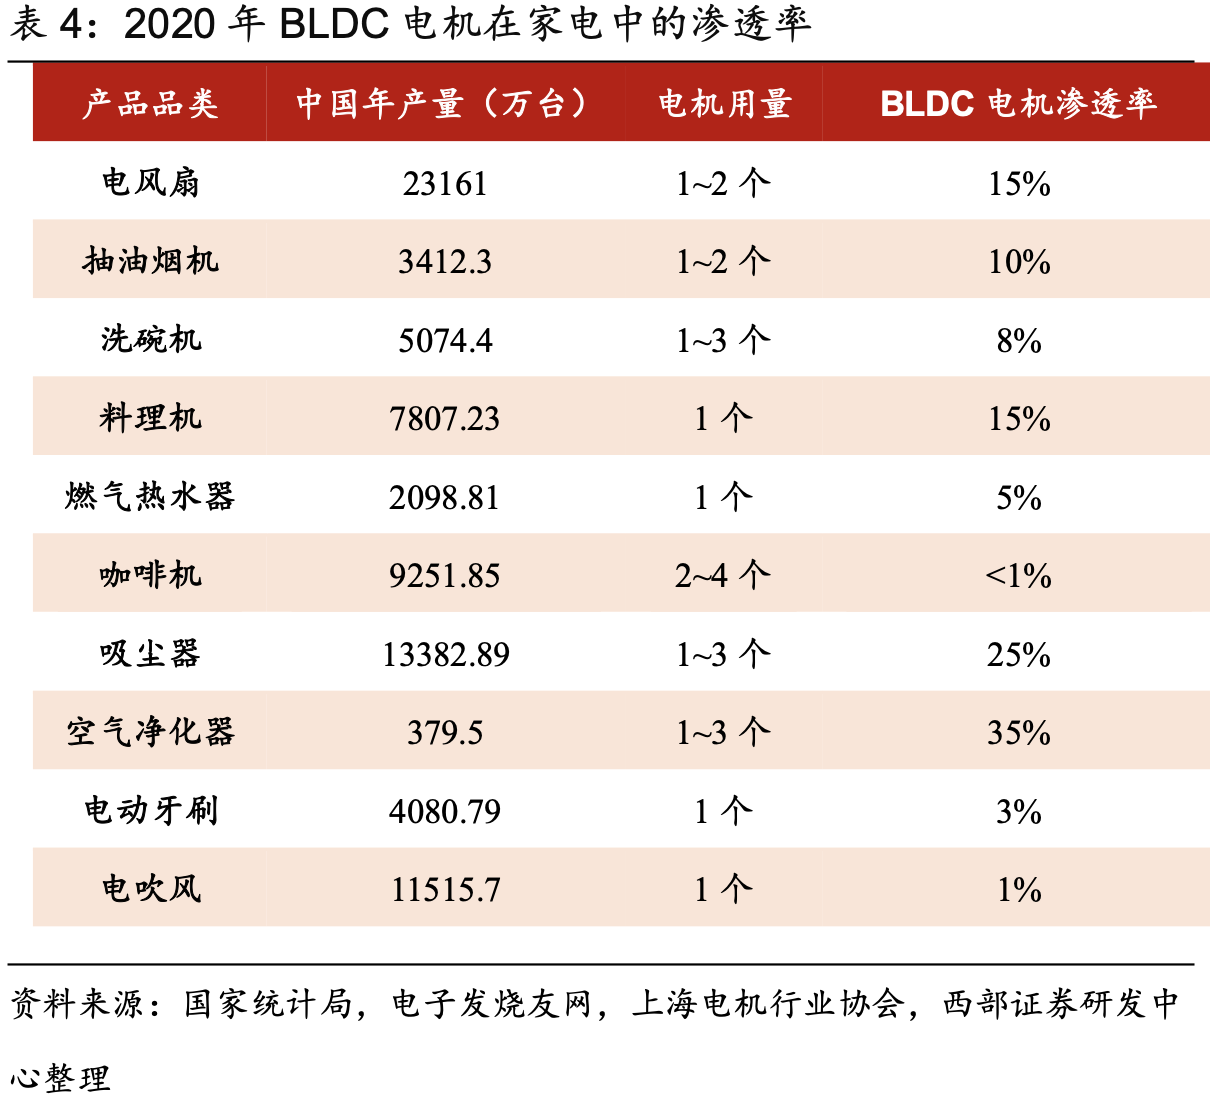 表 4：2020 年 BLDC 电机在家电中的渗透率
产品品类 中国年产量（万台） 电机用量 BLDC 电机渗透率
电风扇 23161 1~2 个 15%
抽油烟机 3412.3 1~2 个 10%
洗碗机 5074.4 1~3 个 8%
料理机 7807.23 1 个 15%
燃气热水器 2098.81 1 个 5%
咖啡机 9251.85 2~4 个 <1%
吸尘器 13382.89 1~3 个 25%
空气净化器 379.5 1~3 个 35%
电动牙刷 4080.79 1 个 3%
电吹风 11515.7 1 个 1%
资料来源：国家统计局，电子发烧友网，上海电机行业协会，西部证券研发中
心整理